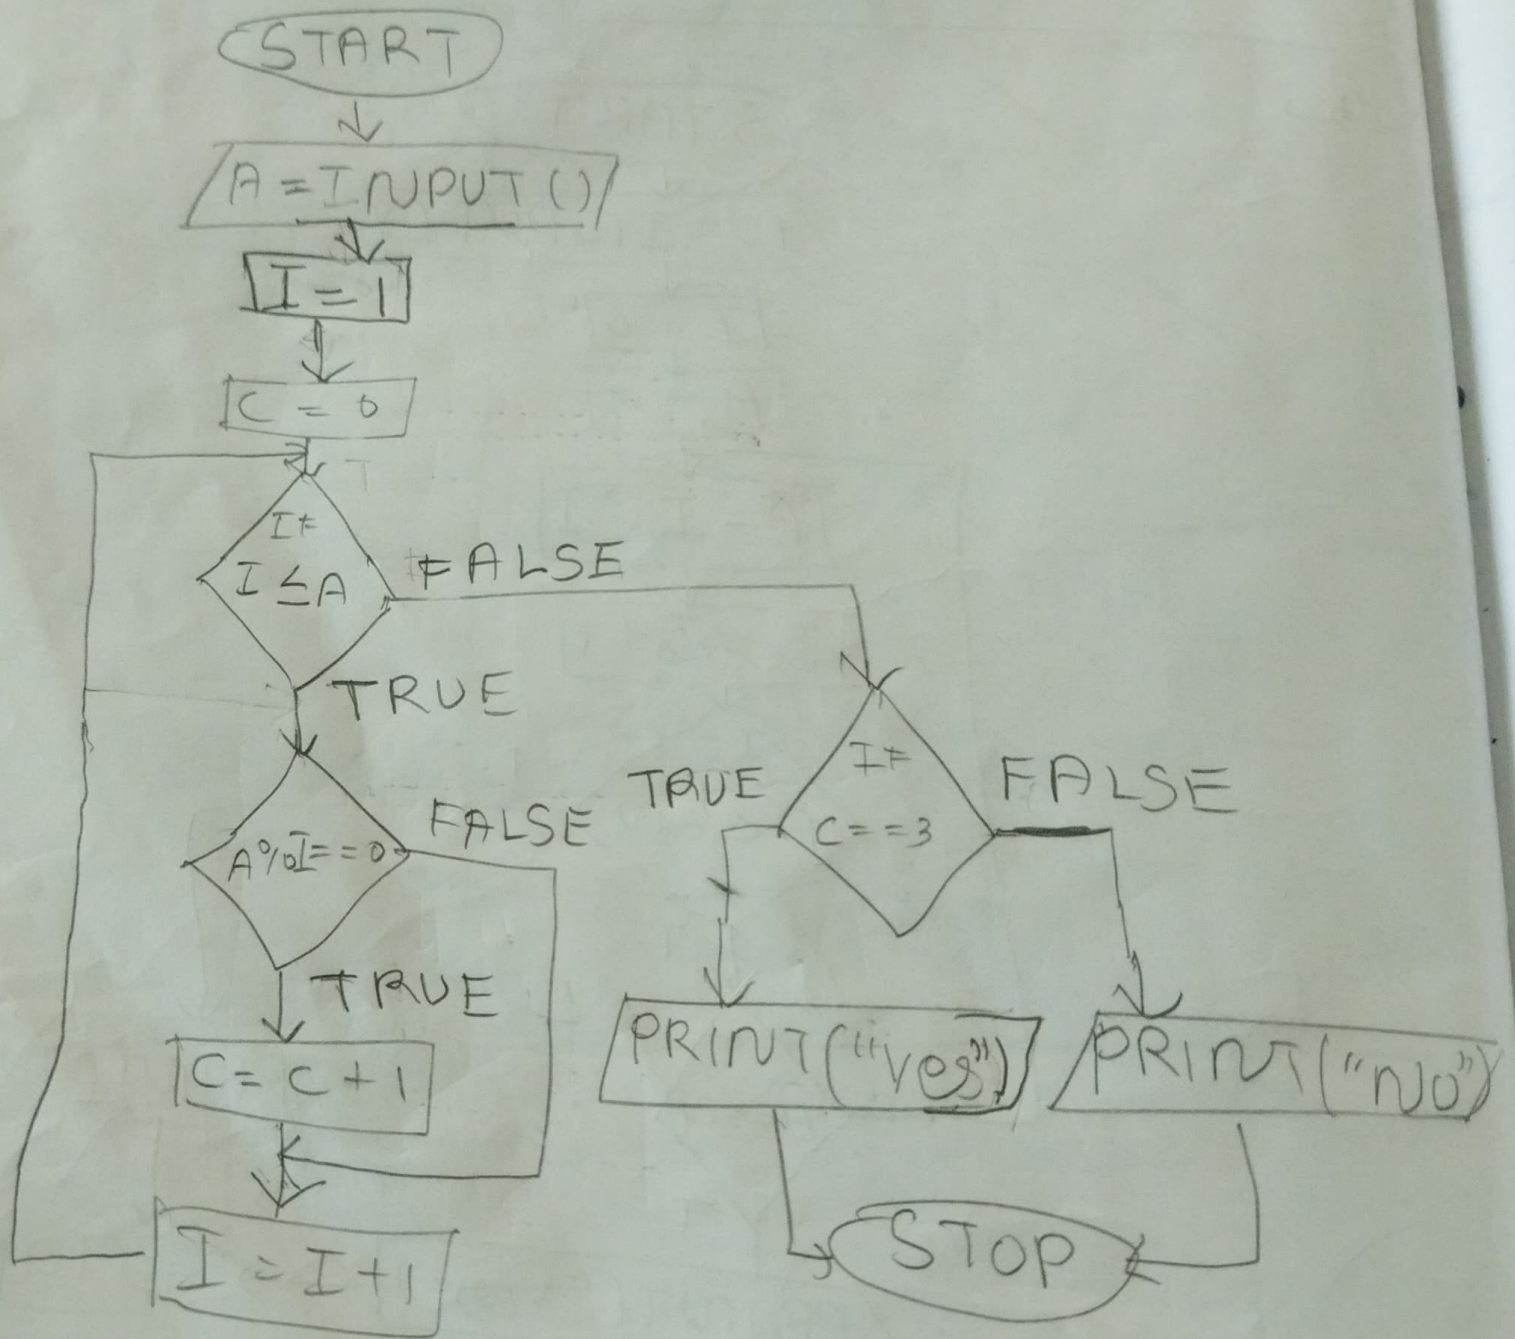 START
A = INPUT ()
I = 1
C = 0
IF
I ≤ A
FALSE
TRUE
A%I==0
FALSE
TRUE
C = C + 1
I = I + 1
IF
C==3
TRUE
FALSE
PRINT("Yes")
PRINT("No")
STOP